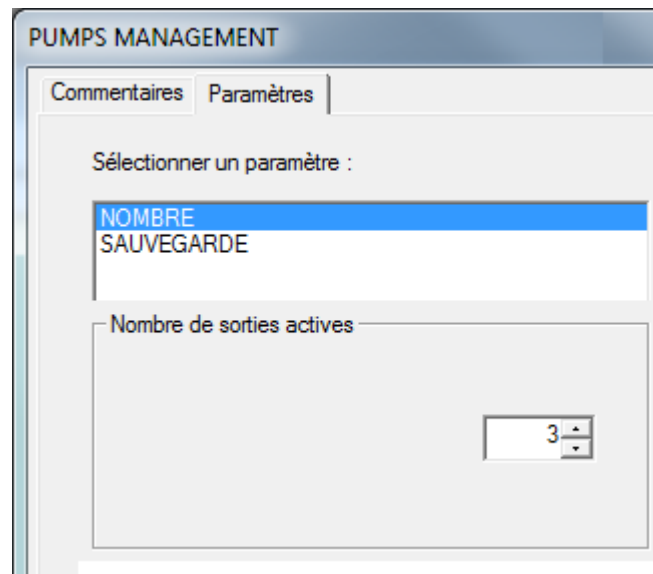 PUMPS MANAGEMENT
Commentaires Paramètres
Sélectionner un paramètre :
NOMBRE
SAUVEGARDE
Nombre de sorties actives
3